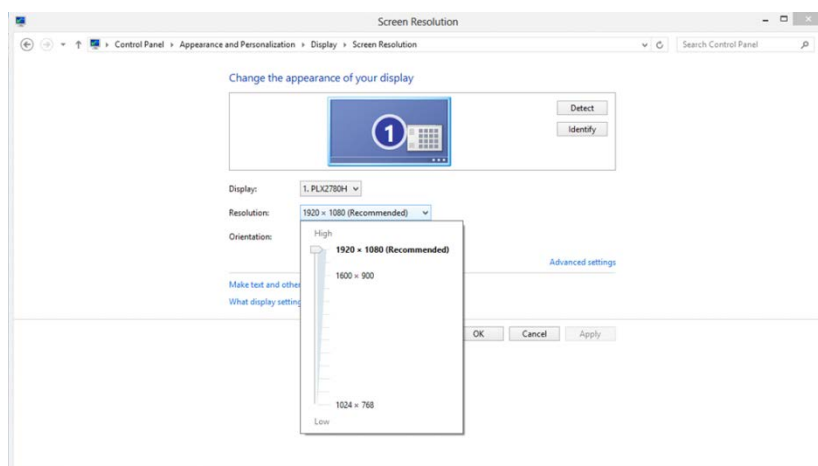 Screen Resolution
Control Panel Appearance and Personalization Display Screen Resolution
Search Control Panel
Change the appearance of your display
1
Detect
Identify
Display: 1. PLX2780H
Resolution: 1920 × 1080 (Recommended)
Orientation:
High
1920 × 1080 (Recommended)
1600 × 900
1024 × 768
Low
Advanced settings
Make text and other
What display setting
OK Cancel Apply